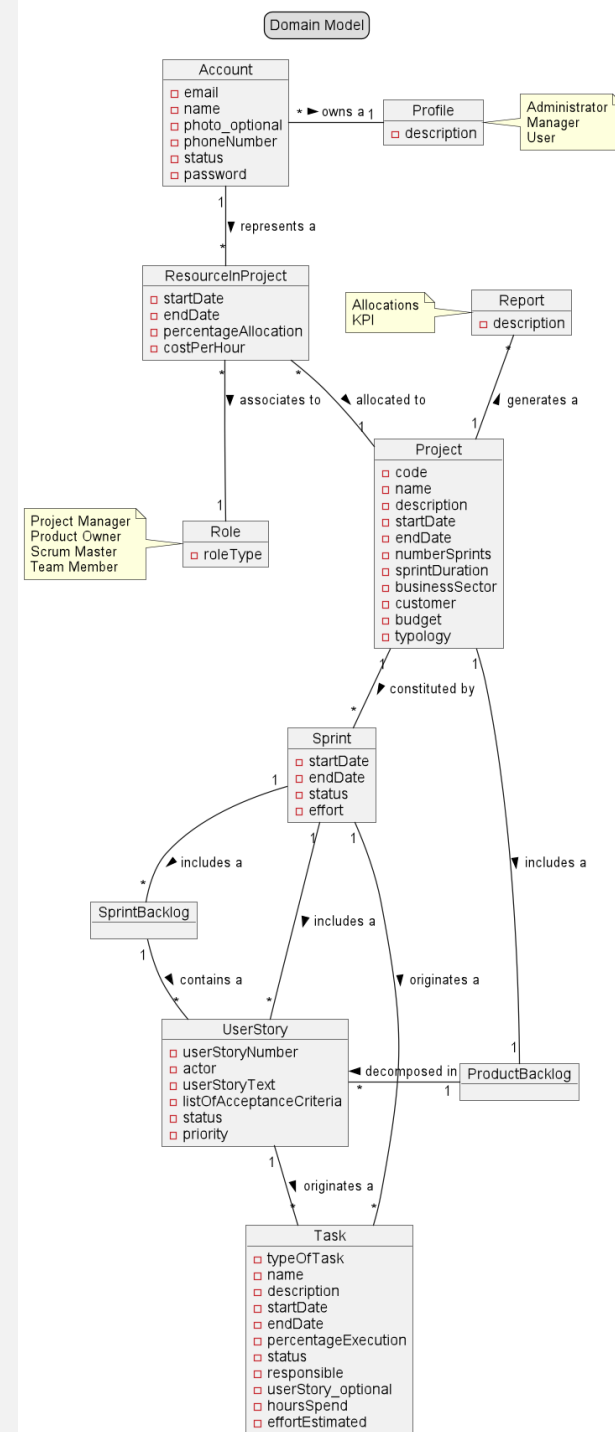 Domain Model
Account
email
name
photo_optional
phoneNumber
status
password
* owns a 1
Profile
description
Administrator
Manager
User
1
represents a
*
ResourceInProject
startDate
endDate
percentageAllocation
costPerHour
Allocations
KPI
Report
description
*
generates a
1
*
associates to
1
*
allocated to
1
Project Manager
Product Owner
Scrum Master
Team Member
Role
roleType
Project
code
name
description
startDate
endDate
numberSprints
sprintDuration
businessSector
customer
budget
typology
1
constituted by
*
Sprint
startDate
endDate
status
effort
1
includes a
*
SprintBacklog
1
contains a
*
1
includes a
*
1
originates a
*
1
includes a
1
UserStory
userStoryNumber
actor
userStoryText
listOfAcceptanceCriteria
status
priority
decomposed in
* 1
ProductBacklog
1
originates a
*
Task
typeOfTask
name
description
startDate
endDate
percentageExecution
status
responsible
userStory_optional
hoursSpend
effortEstimated